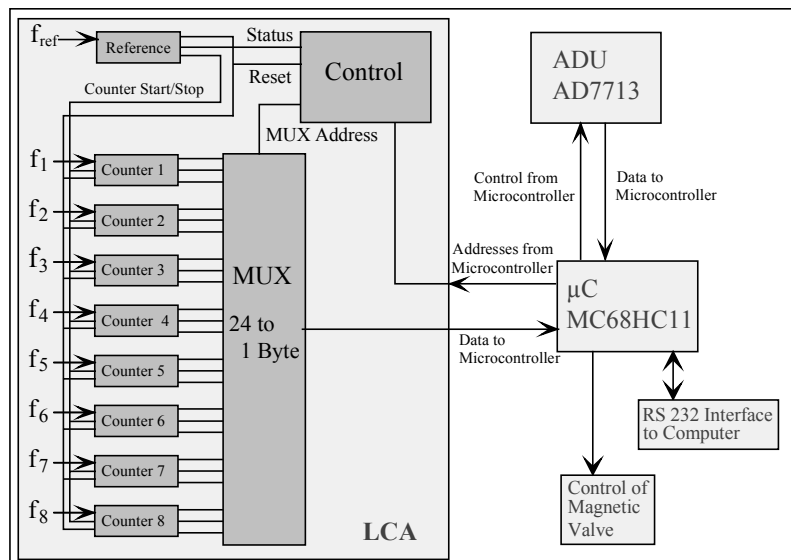 fref
Reference
Status
Reset
Control
Counter Start/Stop
MUX Address
f1
Counter 1
f2
Counter 2
f3
Counter 3
f4
Counter 4
f5
Counter 5
f6
Counter 6
f7
Counter 7
f8
Counter 8
MUX
24 to
1 Byte
LCA
ADU
AD7713
Control from
Microcontroller
Data to
Microcontroller
Addresses from
Microcontroller
µC
MC68HC11
Data to
Microcontroller
RS 232 Interface
to Computer
Control of
Magnetic
Valve